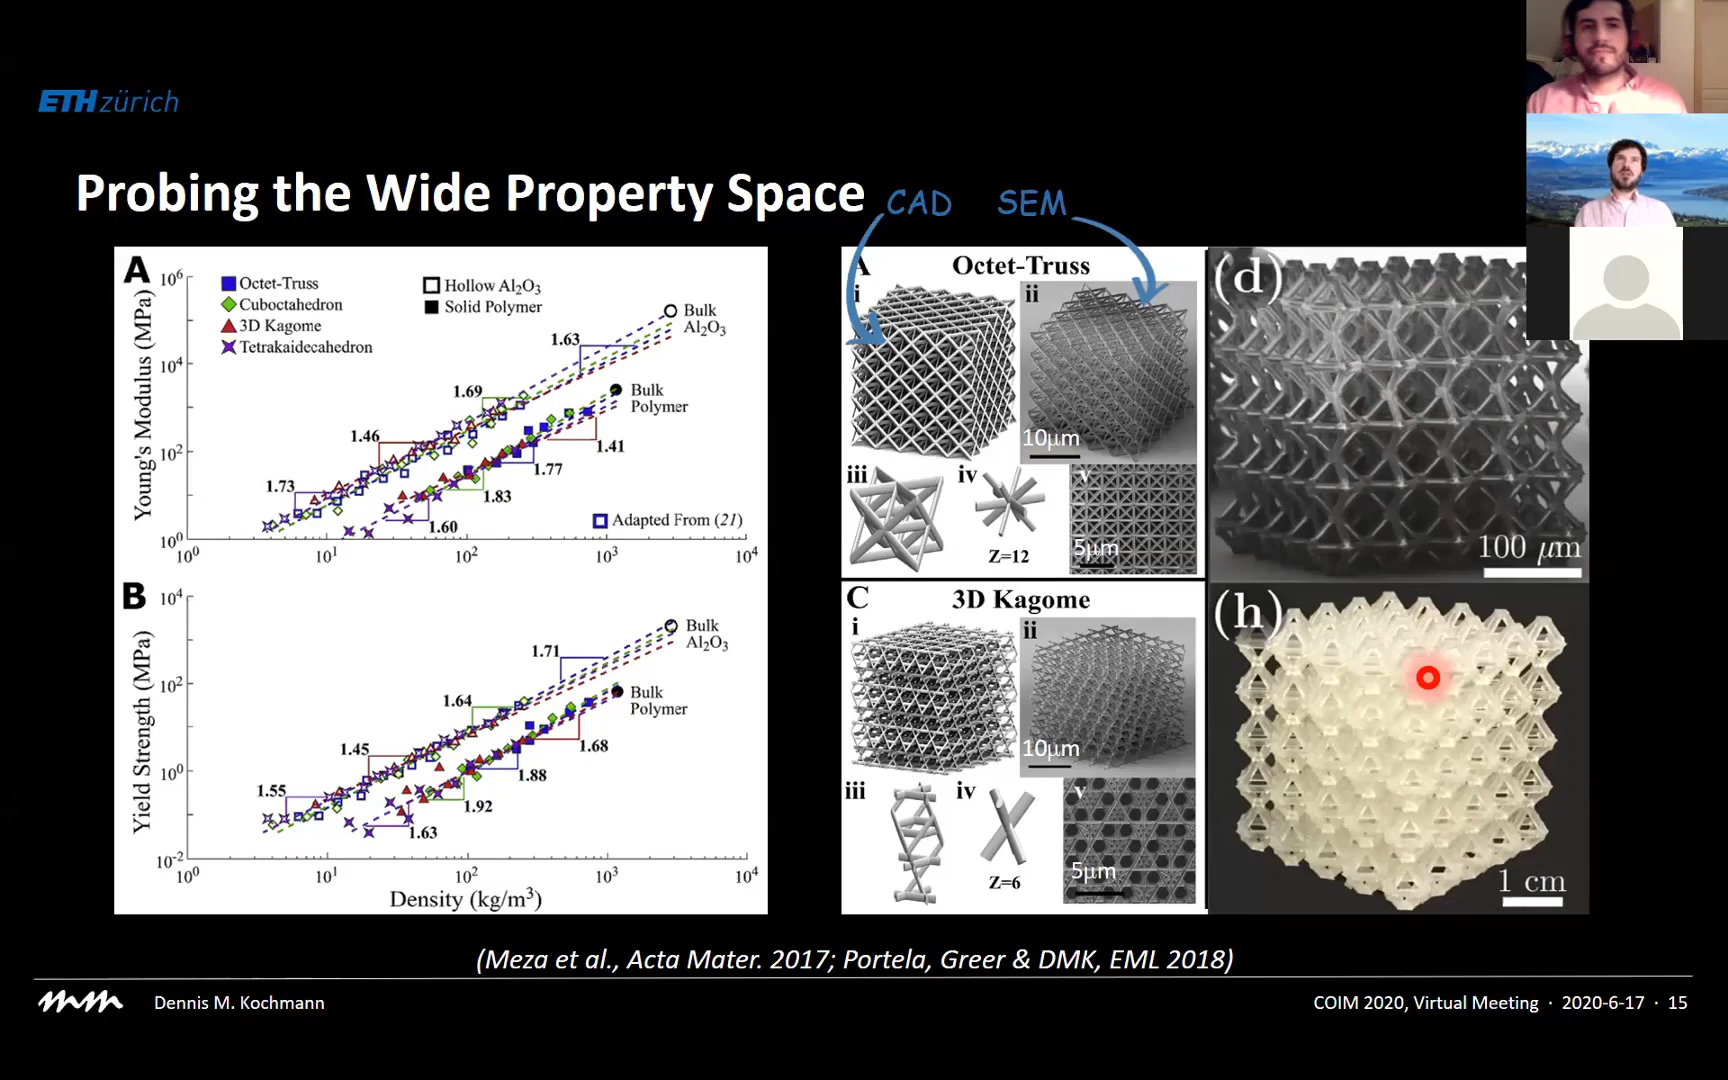 ETH zürich
Probing the Wide Property Space
CAD SEM
A
Octet-Truss
Cuboctahedron
3D Kagome
Tetrakaidecahedron
Hollow Al₂O₃
Solid Polymer
Young's Modulus (MPa)
10⁶
10⁴
10²
10⁰
Bulk
Al₂O₃
Bulk
Polymer
1.63
1.69
1.46
1.73
1.41
1.77
1.83
1.60
Adapted From (21)
10⁰ 10¹ 10² 10³ 10⁴
B
Yield Strength (MPa)
10⁴
10²
10⁰
10⁻²
Bulk
Al₂O₃
Bulk
Polymer
1.71
1.64
1.45
1.55
1.68
1.88
1.92
1.63
10⁰ 10¹ 10² 10³ 10⁴
Density (kg/m³)
A Octet-Truss
i ii
10μm
iii iv v
Z=12
5μm
C 3D Kagome
i ii
10μm
iii iv v
Z=6
5μm
(d)
100 μm
(h)
1 cm
(Meza et al., Acta Mater. 2017; Portela, Greer & DMK, EML 2018)
Dennis M. Kochmann
COIM 2020, Virtual Meeting · 2020-6-17 · 15